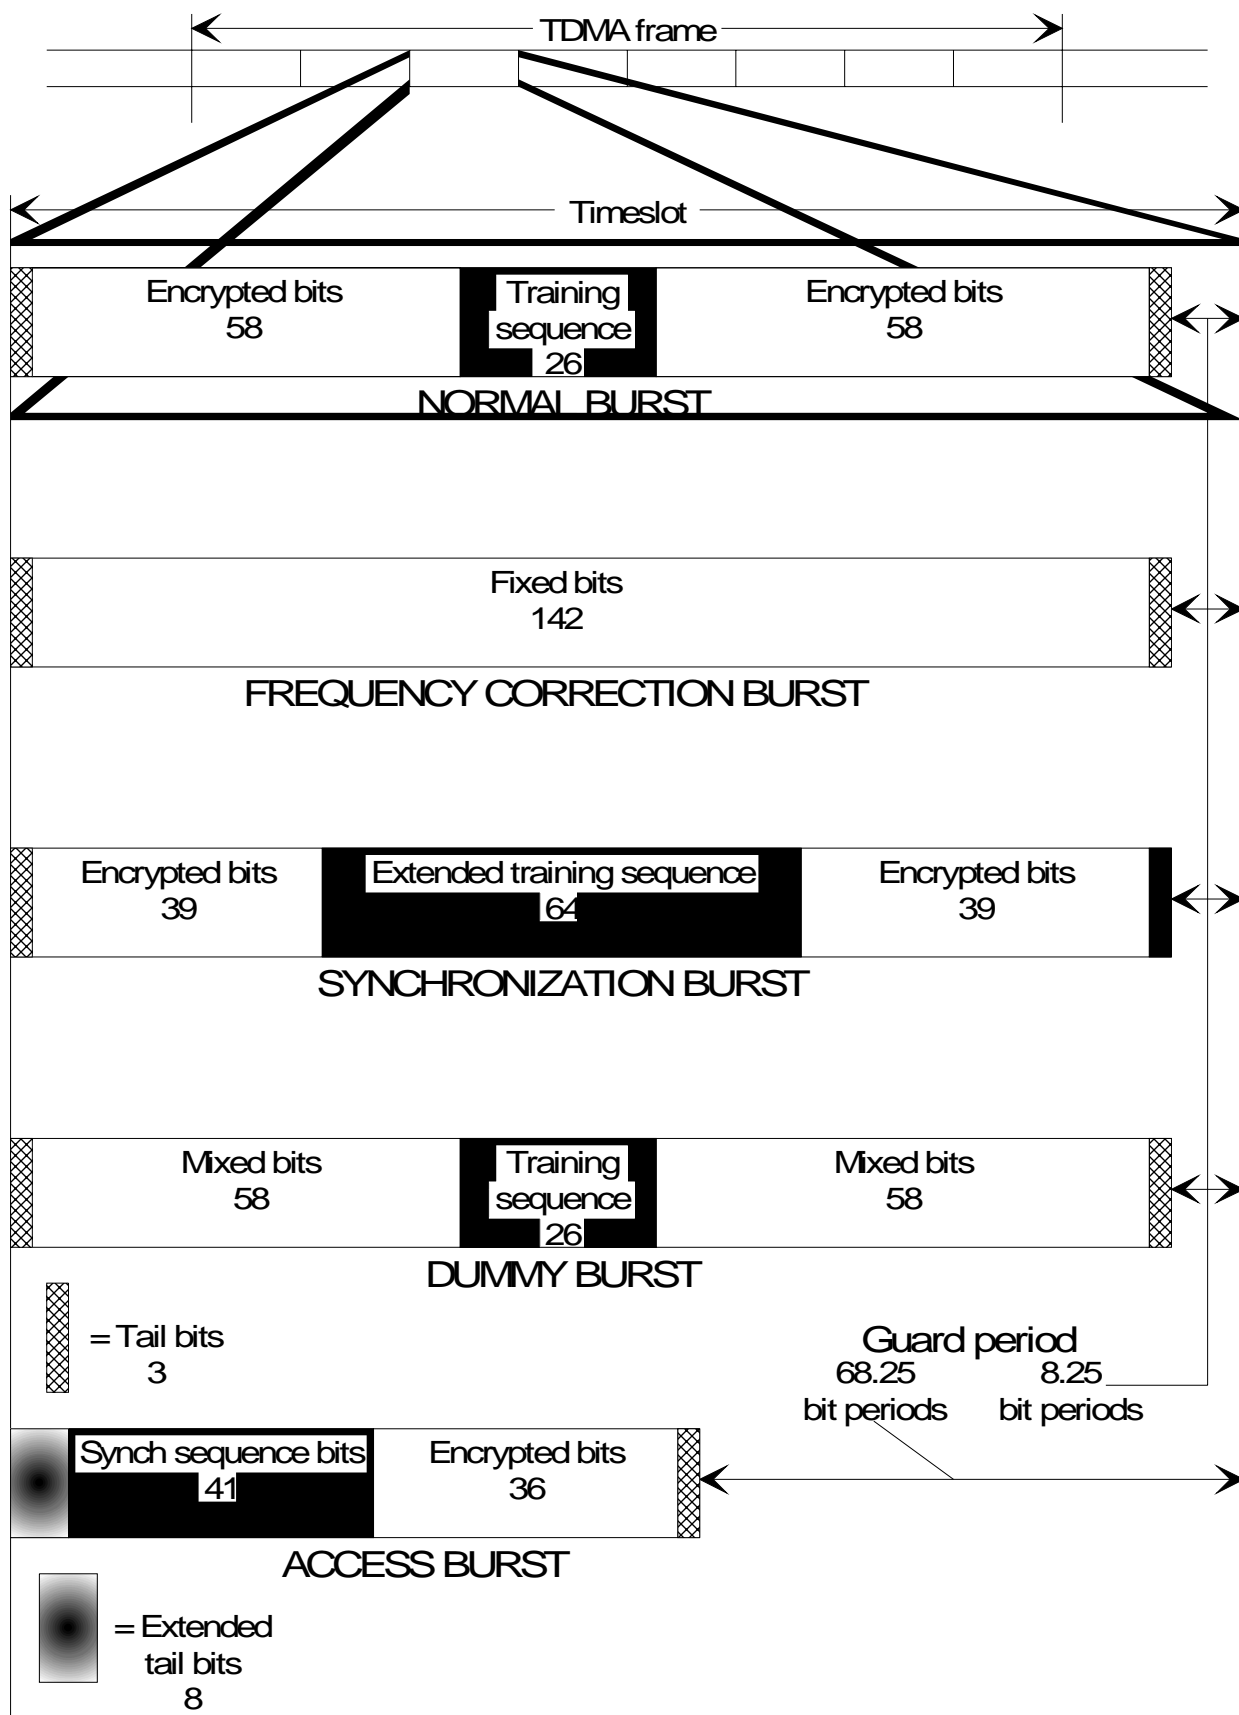 TDMA frame
Timeslot
Encrypted bits
58
Training
sequence
26
Encrypted bits
58
NORMAL BURST
Fixed bits
142
FREQUENCY CORRECTION BURST
Encrypted bits
39
Extended training sequence
64
Encrypted bits
39
SYNCHRONIZATION BURST
Mixed bits
58
Training
sequence
26
Mixed bits
58
DUMMY BURST
= Tail bits
3
Guard period
68.25
bit periods
8.25
bit periods
Synch sequence bits
41
Encrypted bits
36
ACCESS BURST
= Extended
tail bits
8